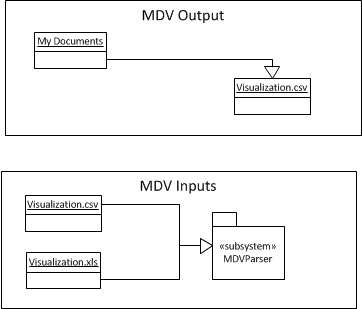 MDV Output
My Documents
Visualization.csv
MDV Inputs
Visualization.csv
Visualization.xls
«subsystem»
MDVParser